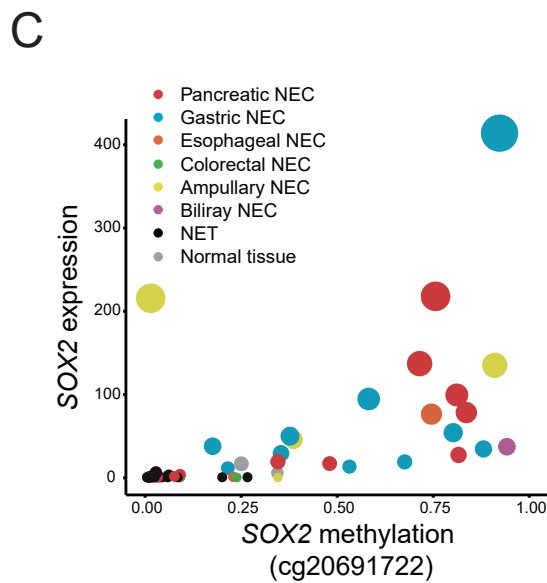 C
Pancreatic NEC
Gastric NEC
Esophageal NEC
Colorectal NEC
Ampullary NEC
Biliray NEC
NET
Normal tissue
SOX2 expression
400
300
200
100
0
0.00 0.25 0.50 0.75 1.00
SOX2 methylation
(cg20691722)